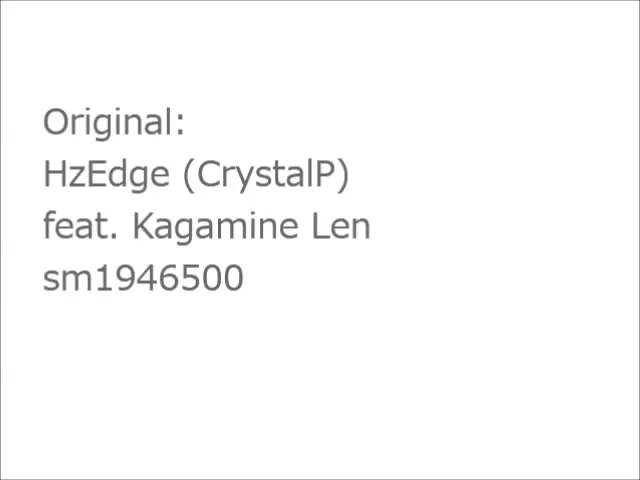 Original:
HzEdge (CrystalP)
feat. Kagamine Len
sm1946500